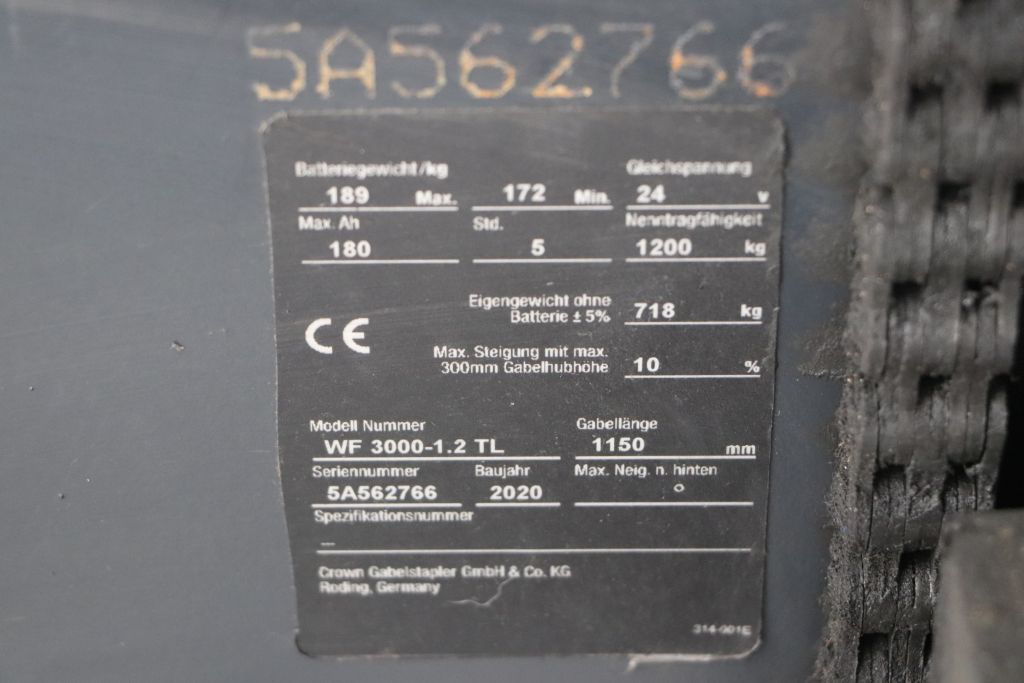 5A562766
Batteriegewicht/kg Gleichspannung
189 Max. 172 Min. 24 V
Max. Ah Std. Nenntragfähigkeit
180 5 1200 kg
Eigengewicht ohne
Batterie ± 5% 718 kg
CE
Max. Steigung mit max.
300mm Gabelhubhöhe 10 %
Modell Nummer Gabellänge
WF 3000-1.2 TL 1150 mm
Seriennummer Baujahr Max. Neig. n. hinten
5A562766 2020 °
Spezifikationsnummer
---
Crown Gabelstapler GmbH & Co. KG
Roding, Germany
314-001E